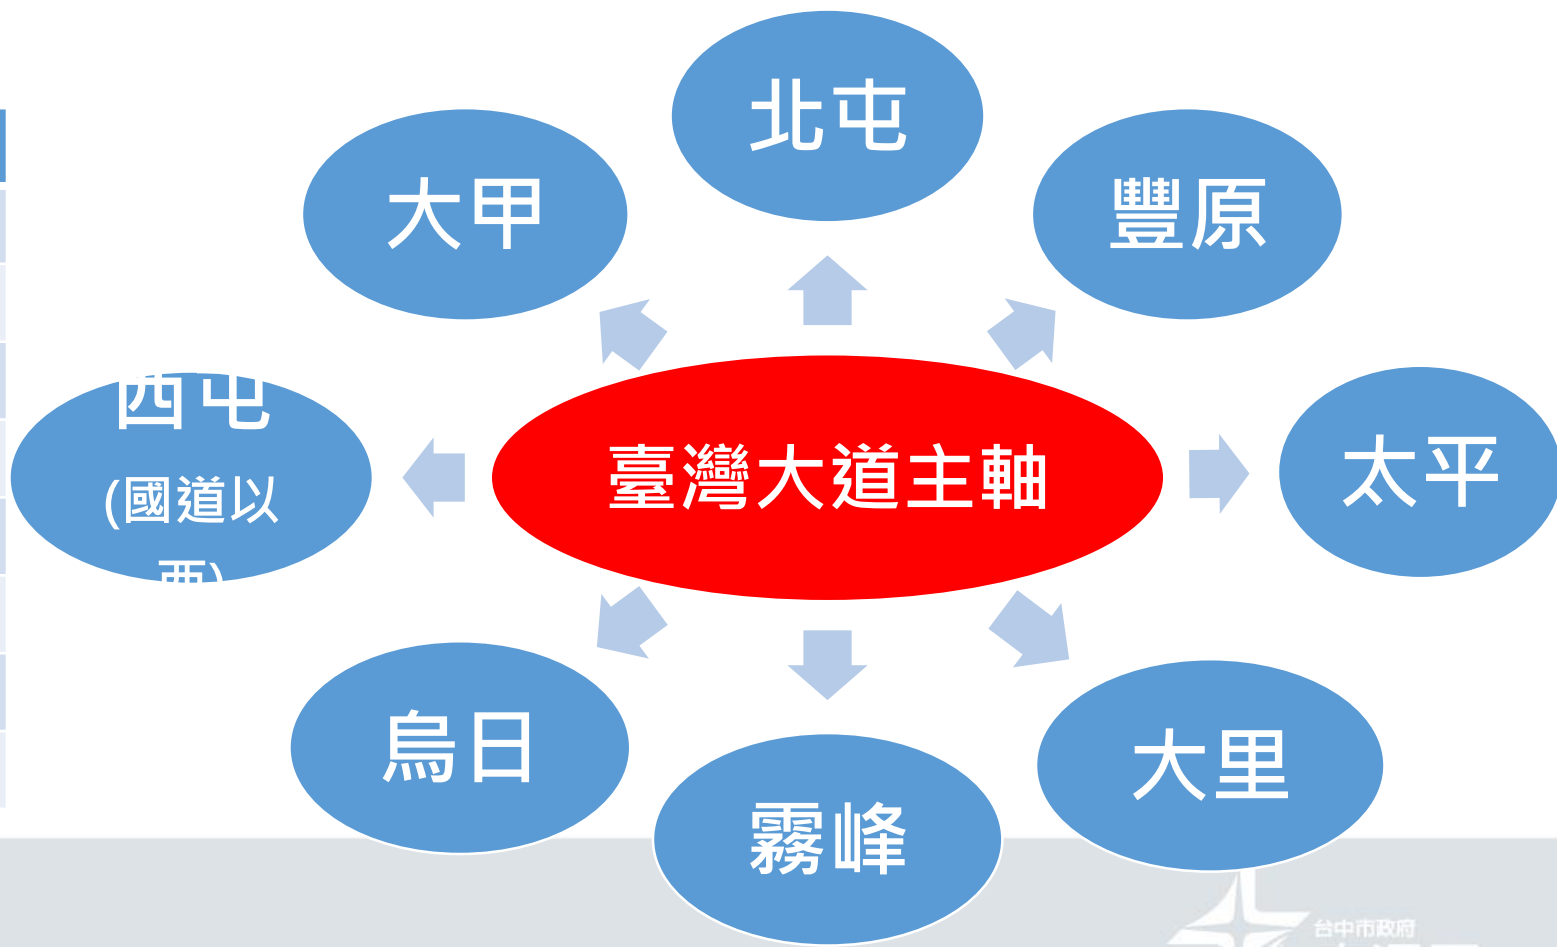 北屯
大甲
豐原
西屯
(國道以
西)
臺灣大道主軸
太平
烏日
大里
霧峰
台中市政府